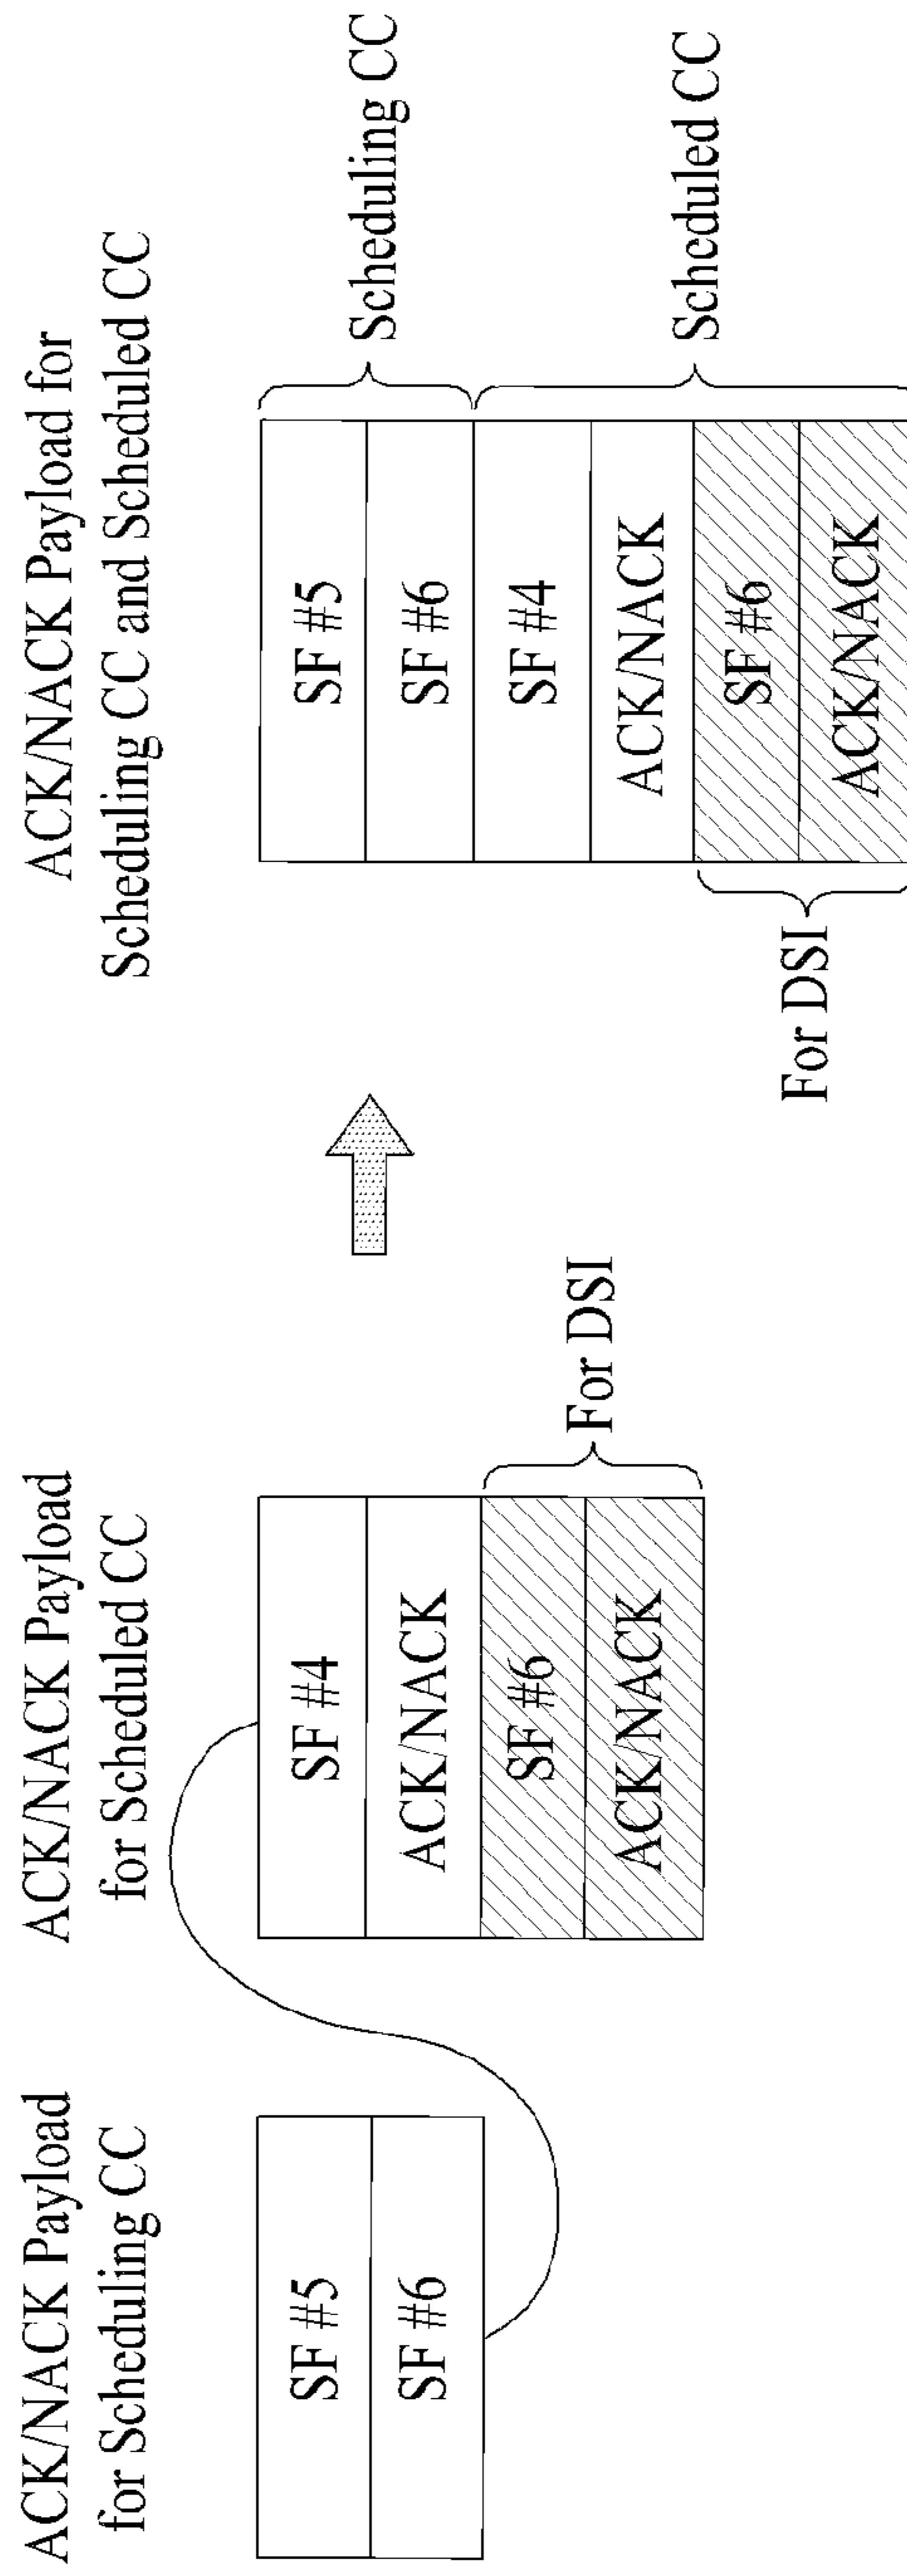 ACK/NACK Payload
for Scheduling CC
SF #5
SF #6
ACK/NACK Payload
for Scheduled CC
SF #4
ACK/NACK
SF #6
ACK/NACK
For DSI
ACK/NACK Payload for
Scheduling CC and Scheduled CC
SF #5
SF #6
SF #4
ACK/NACK
SF #6
ACK/NACK
For DSI
Scheduling CC
Scheduled CC